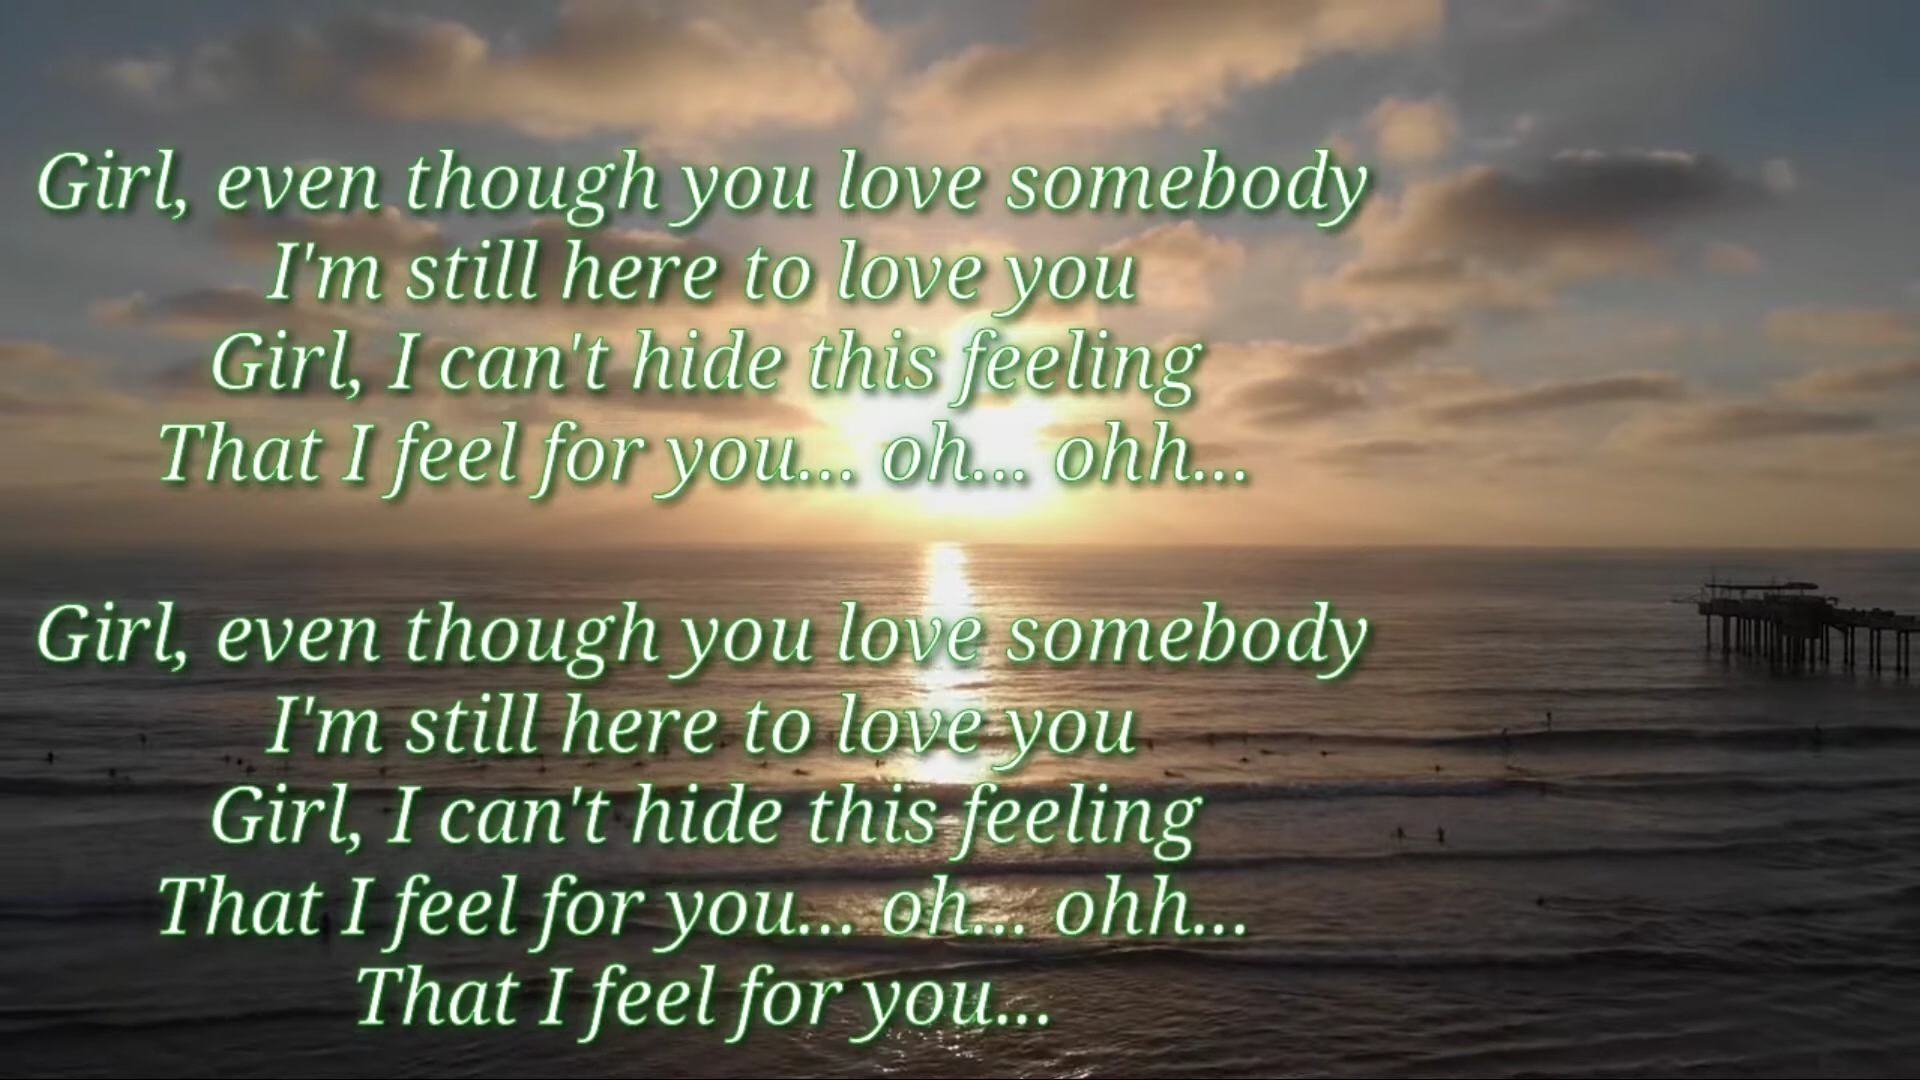 Girl, even though you love somebody
I'm still here to love you
Girl, I can't hide this feeling
That I feel for you... oh... ohh...
Girl, even though you love somebody
I'm still here to love you
Girl, I can't hide this feeling
That I feel for you... oh... ohh...
That I feel for you...